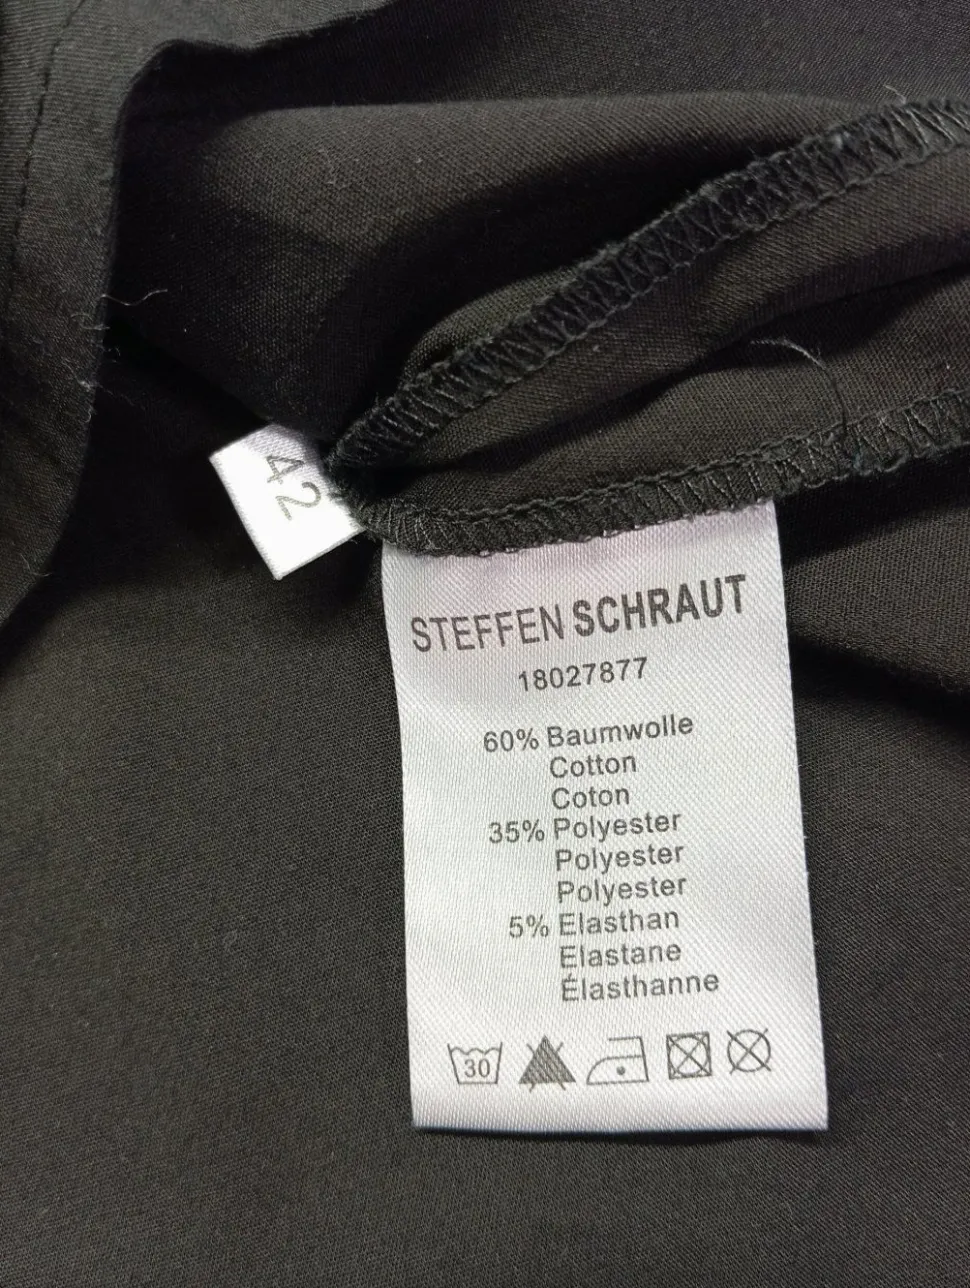 42
STEFFEN SCHRAUT
18027877
60% Baumwolle
Cotton
Coton
35% Polyester
Polyester
Polyester
5% Elasthan
Elastane
Élasthanne
30